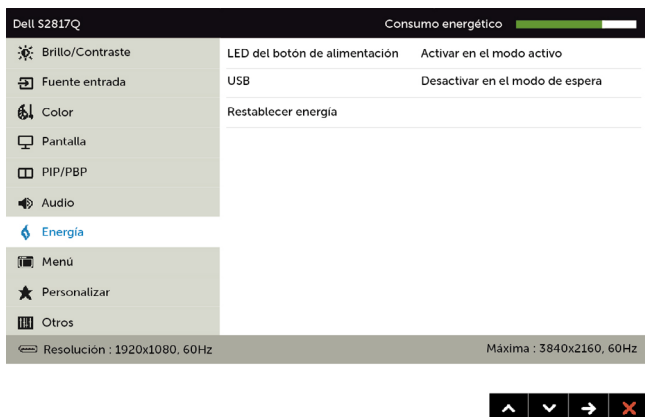 Dell S2817Q Consumo energético
Brillo/Contraste LED del botón de alimentación Activar en el modo activo
Fuente entrada USB Desactivar en el modo de espera
Color Restablecer energía
Pantalla
PIP/PBP
Audio
Energía
Menú
Personalizar
Otros
Resolución : 1920x1080, 60Hz Máxima : 3840x2160, 60Hz